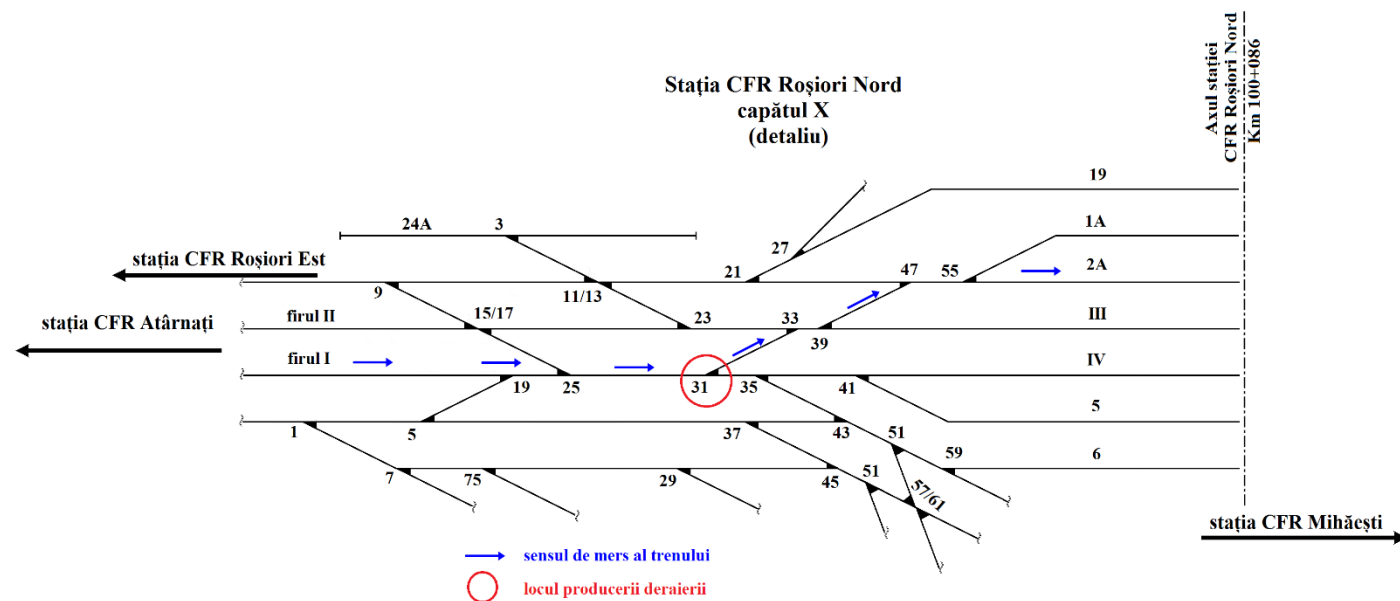 Stația CFR Roșiori Nord
capătul X
(detaliu)
Axul stației
CFR Roșiori Nord
Km 100+086
19
24A
3
1A
27
stația CFR Roșiori Est
21
47
55
2A
9
11/13
stația CFR Atârnați
firul II
15/17
23
33
III
39
firul I
IV
19
25
31
35
41
5
1
5
37
43
51
59
6
7
75
29
45
51
57/61
stația CFR Mihăești
sensul de mers al trenului
locul producerii deraierii